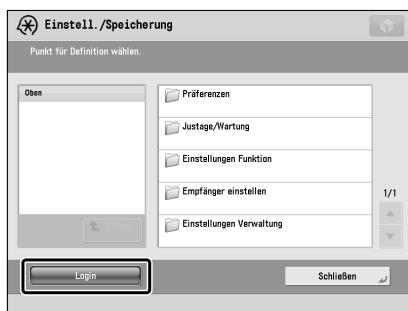 Einstell./Speicherung
Punkt für Definition wählen.
Oben
Präferenzen
Justage/Wartung
Einstellungen Funktion
Empfänger einstellen
Einstellungen Verwaltung
1/1
Login
Schließen